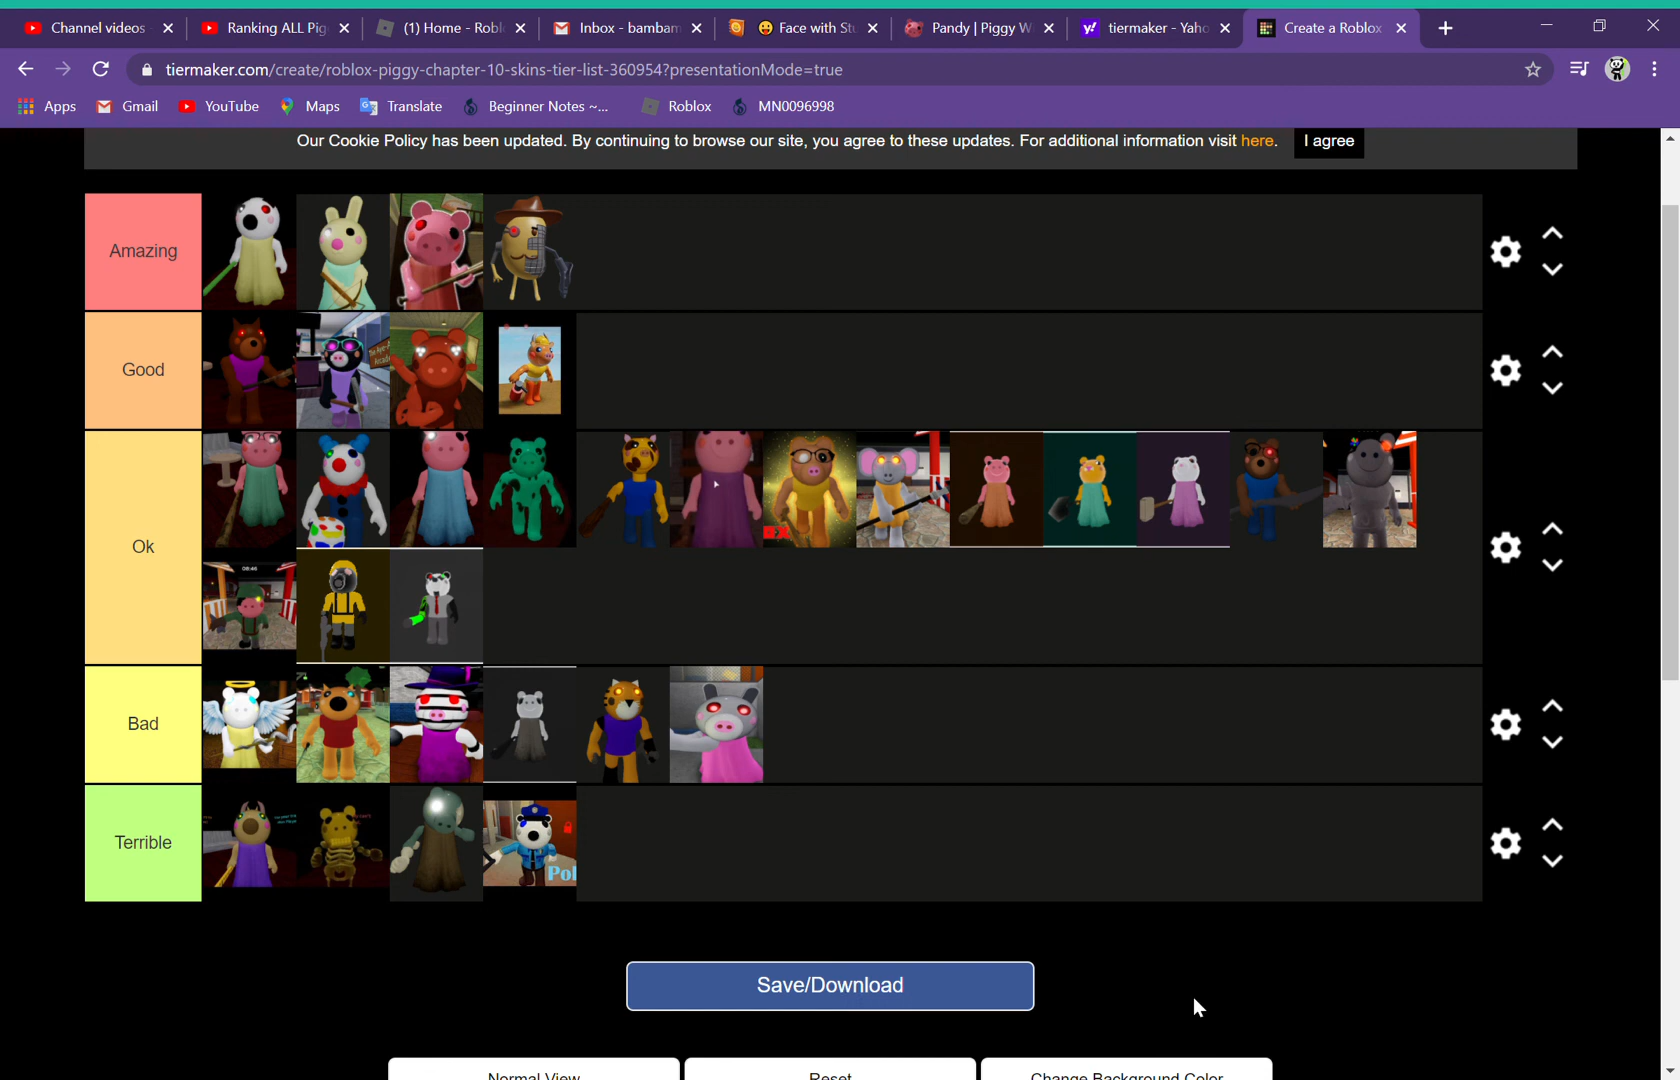 Channel videos
Ranking ALL Pig
(1) Home - Robl
Inbox - bambam
Face with St
Pandy | Piggy W
tiermaker - Yaho
Create a Roblox
tiermaker.com/create/roblox-piggy-chapter-10-skins-tier-list-360954?presentationMode=true
Apps
Gmail
YouTube
Maps
Translate
Beginner Notes ~...
Roblox
MN0096998
Our Cookie Policy has been updated. By continuing to browse our site, you agree to these updates. For additional information visit here.
I agree
Amazing
Good
Ok
08:46
Bad
Terrible
Pol
Save/Download
Normal View
Reset
Change Background Color